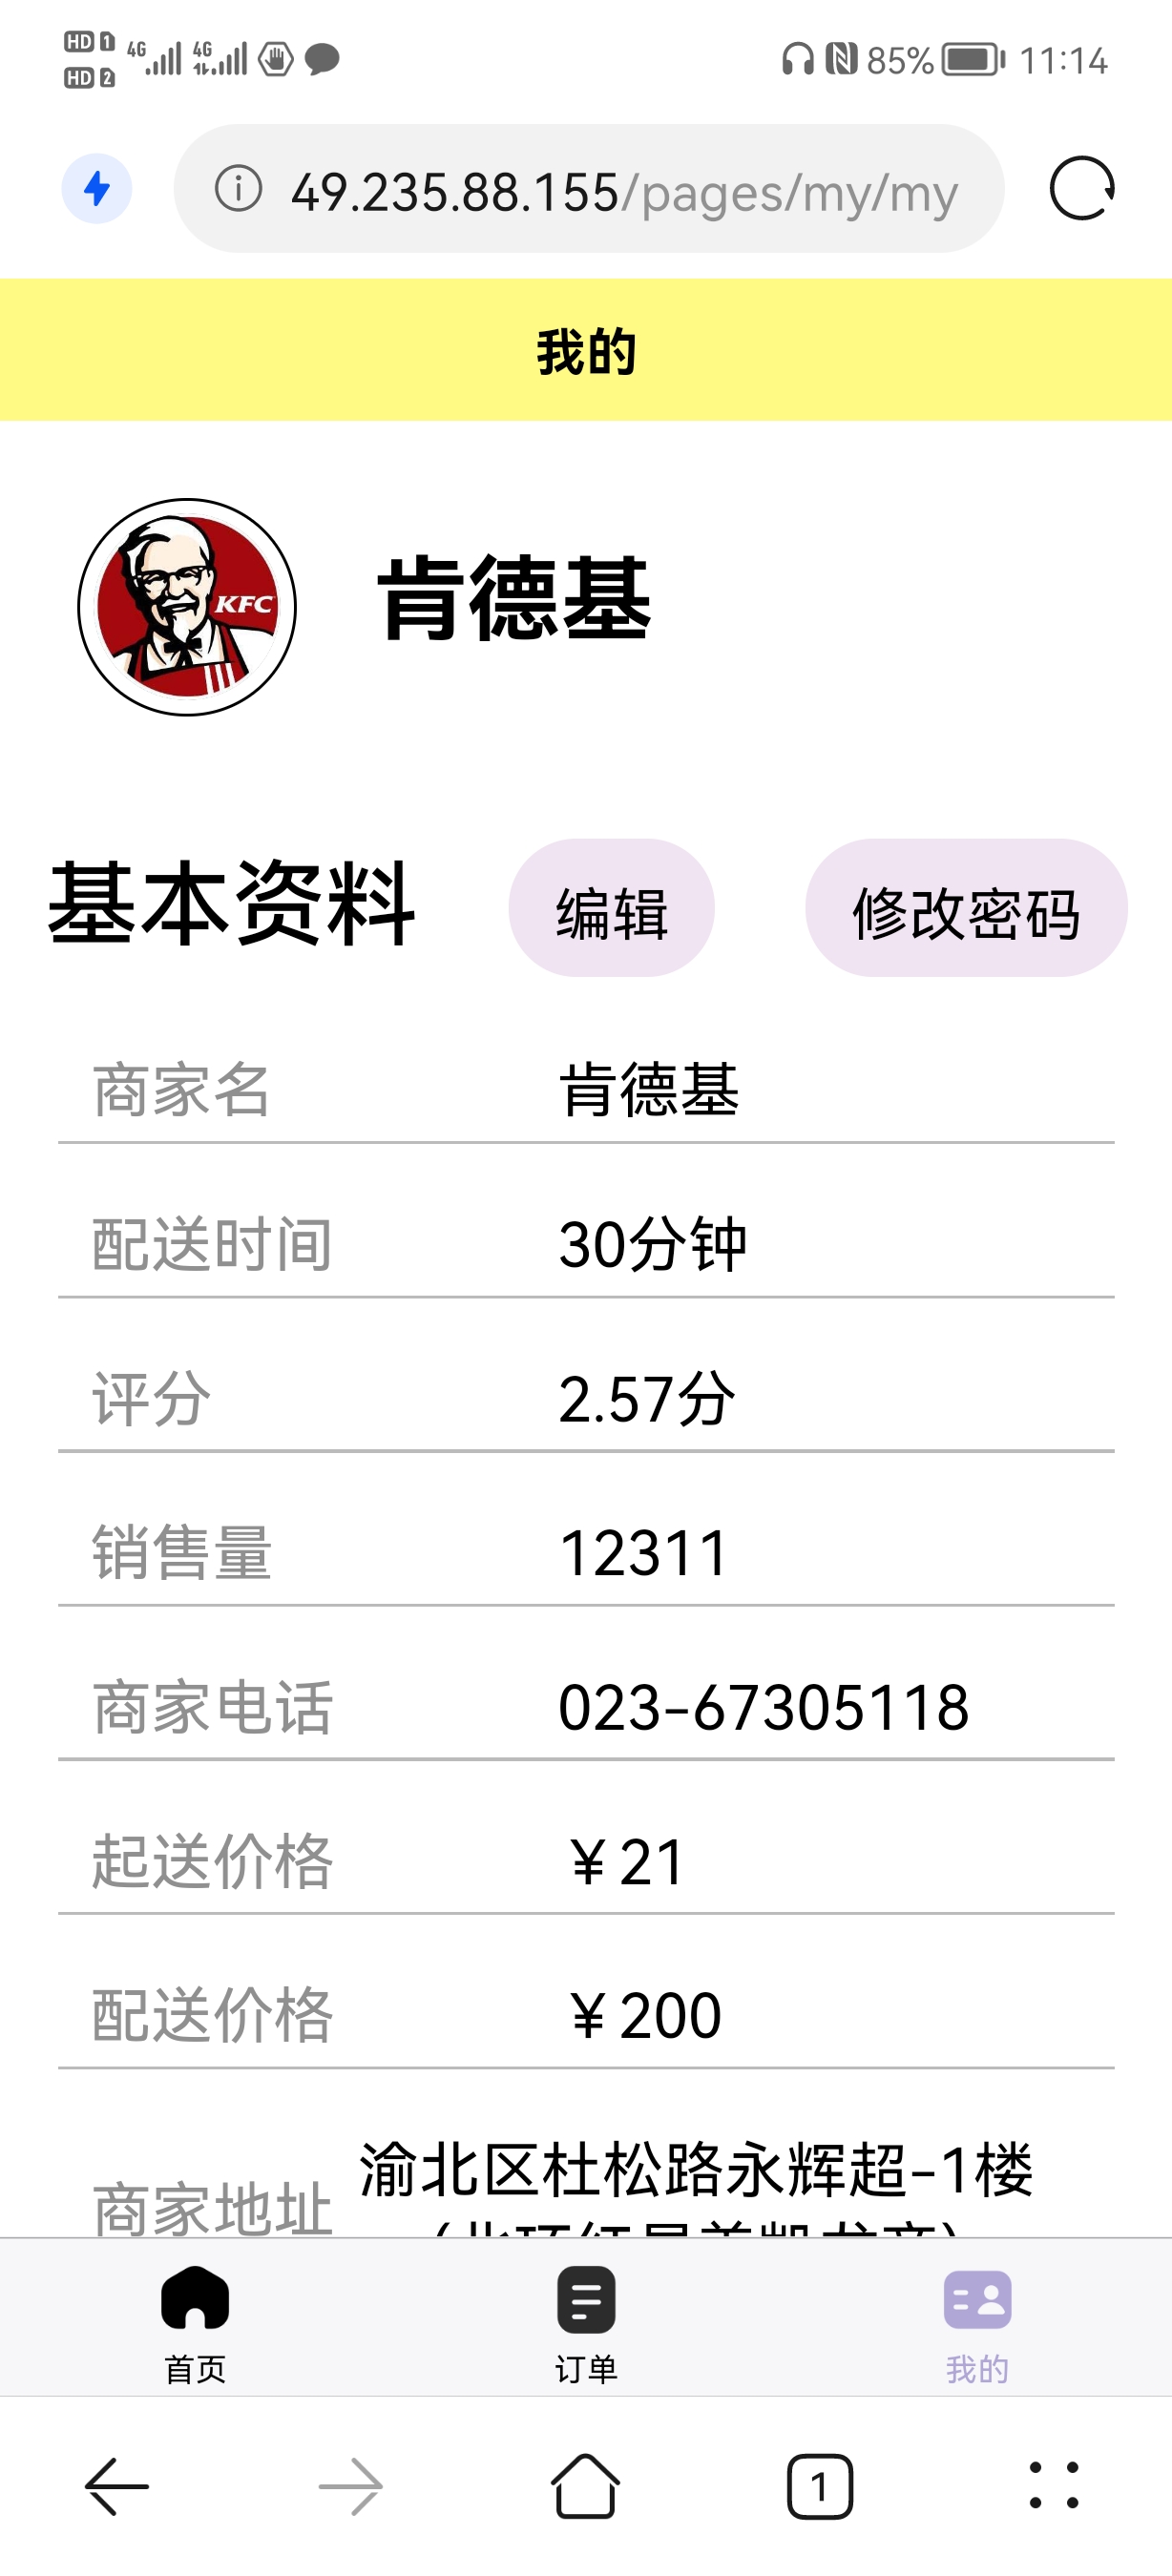 HD 1 4G 4G 85% 11:14
HD 2
49.235.88.155/pages/my/my
我的
KFC
肯德基
基本资料 编辑 修改密码
商家名 肯德基
配送时间 30分钟
评分 2.57分
销售量 12311
商家电话 023-67305118
起送价格 ￥21
配送价格 ￥200
商家地址 渝北区杜松路永辉超-1楼
首页 订单 我的
1